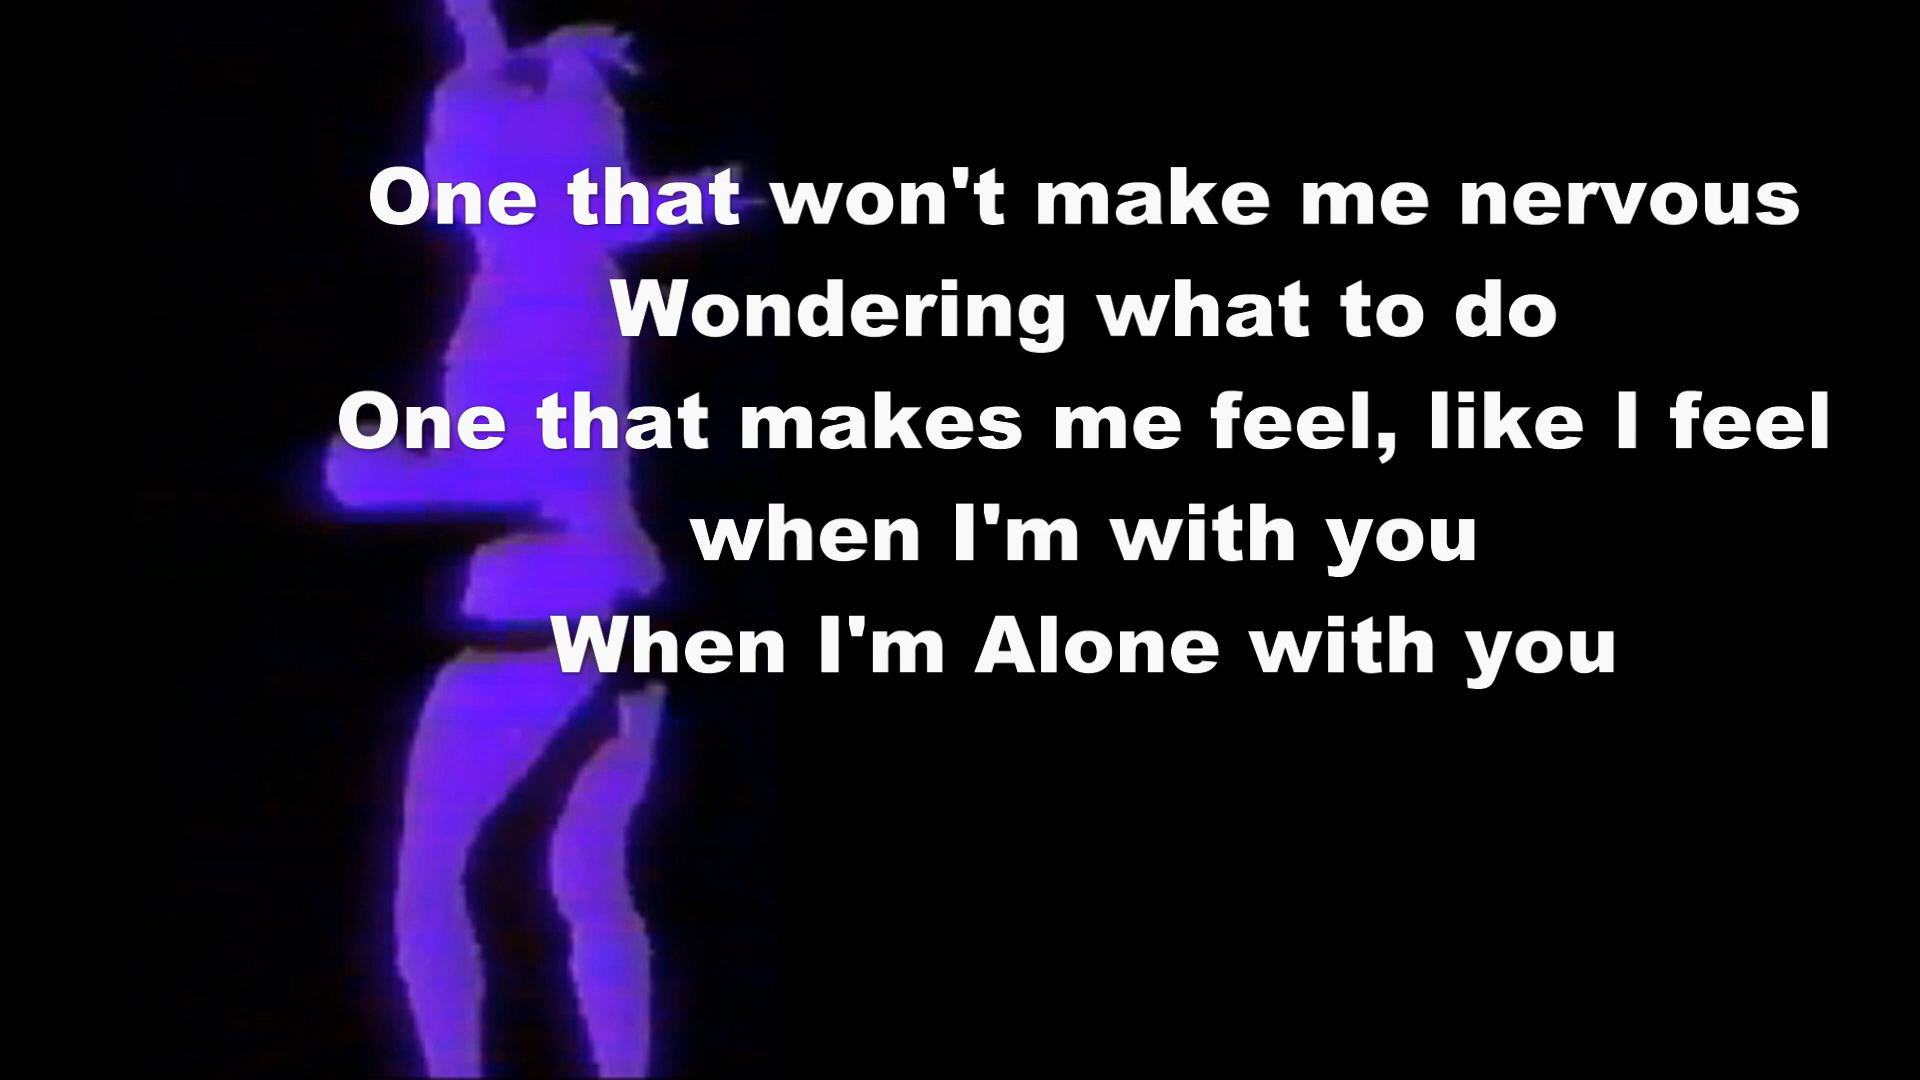 One that won't make me nervous
Wondering what to do
One that makes me feel, like I feel
when I'm with you
When I'm Alone with you